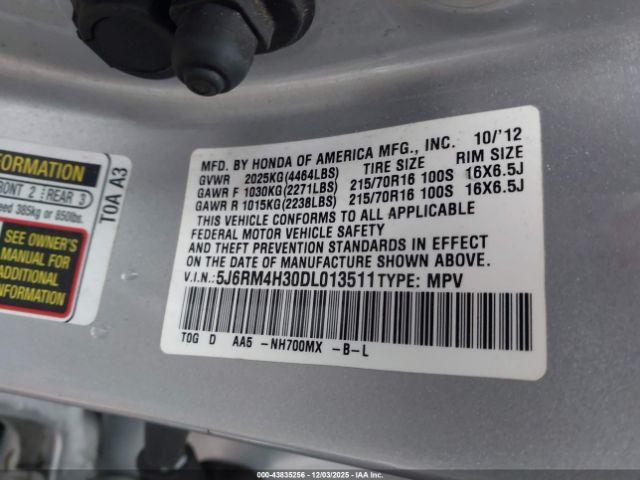 MFD. BY HONDA OF AMERICA MFG., INC. 10/'12
GVWR 2025KG(4464LBS) TIRE SIZE RIM SIZE
GAWR F 1030KG(2271LBS) 215/70R16 100S 16X6.5J
GAWR R 1015KG(2238LBS) 215/70R16 100S 16X6.5J
THIS VEHICLE CONFORMS TO ALL APPLICABLE
FEDERAL MOTOR VEHICLE SAFETY
AND THEFT PREVENTION STANDARDS IN EFFECT
ON THE DATE OF MANUFACTURE SHOWN ABOVE.
V.I.N.: 5J6RM4H30DL013511 TYPE: MPV
T0G D AA5 -NH700MX -B-L
FORMATION
FRONT 2 REAR 3
eed 385kg or 850lbs.
SEE OWNER'S
MANUAL FOR
ADDITIONAL
INFORMATION
T0A A3
000-43835256 - 12/03/2025 - IAAI.COM